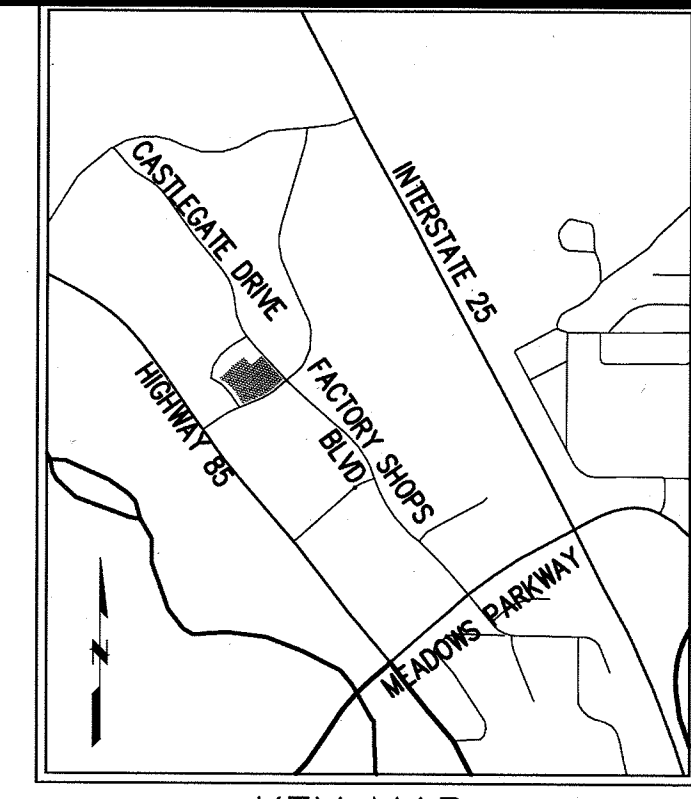 CASTLEGATE DRIVE
INTERSTATE 25
HIGHWAY 85
FACTORY SHOPS
BLVD.
MEADOWS PARKWAY
N